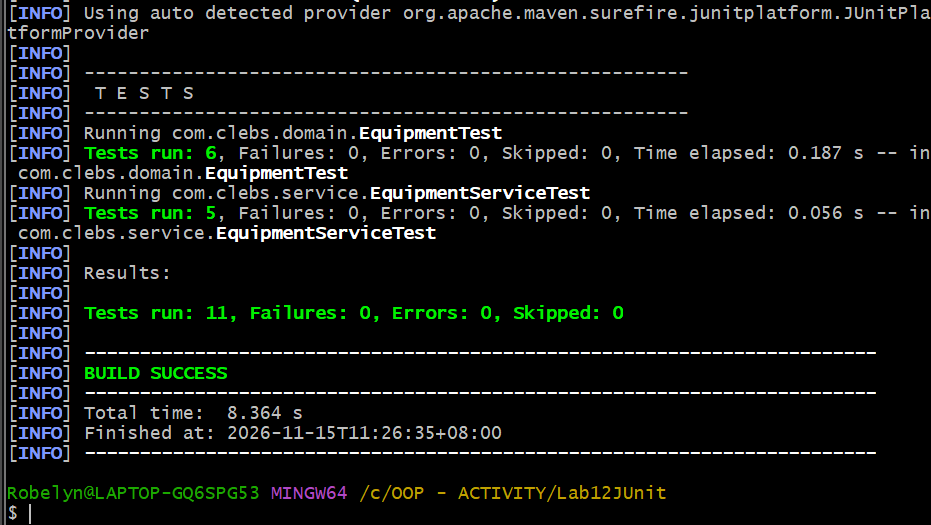 [INFO] Using auto detected provider org.apache.maven.surefire.junitplatform.JUnitPla
tformProvider
[INFO]
[INFO] -------------------------------------------------------
[INFO]  T E S T S
[INFO] -------------------------------------------------------
[INFO] Running com.clebs.domain.EquipmentTest
[INFO] Tests run: 6, Failures: 0, Errors: 0, Skipped: 0, Time elapsed: 0.187 s -- in
 com.clebs.domain.EquipmentTest
[INFO] Running com.clebs.service.EquipmentServiceTest
[INFO] Tests run: 5, Failures: 0, Errors: 0, Skipped: 0, Time elapsed: 0.056 s -- in
 com.clebs.service.EquipmentServiceTest
[INFO]
[INFO] Results:
[INFO]
[INFO] Tests run: 11, Failures: 0, Errors: 0, Skipped: 0
[INFO]
[INFO] ------------------------------------------------------------------------
[INFO] BUILD SUCCESS
[INFO] ------------------------------------------------------------------------
[INFO] Total time:  8.364 s
[INFO] Finished at: 2026-11-15T11:26:35+08:00
[INFO] ------------------------------------------------------------------------
Robelyn@LAPTOP-GQ6SPG53 MINGW64 /c/OOP - ACTIVITY/Lab12JUnit
$